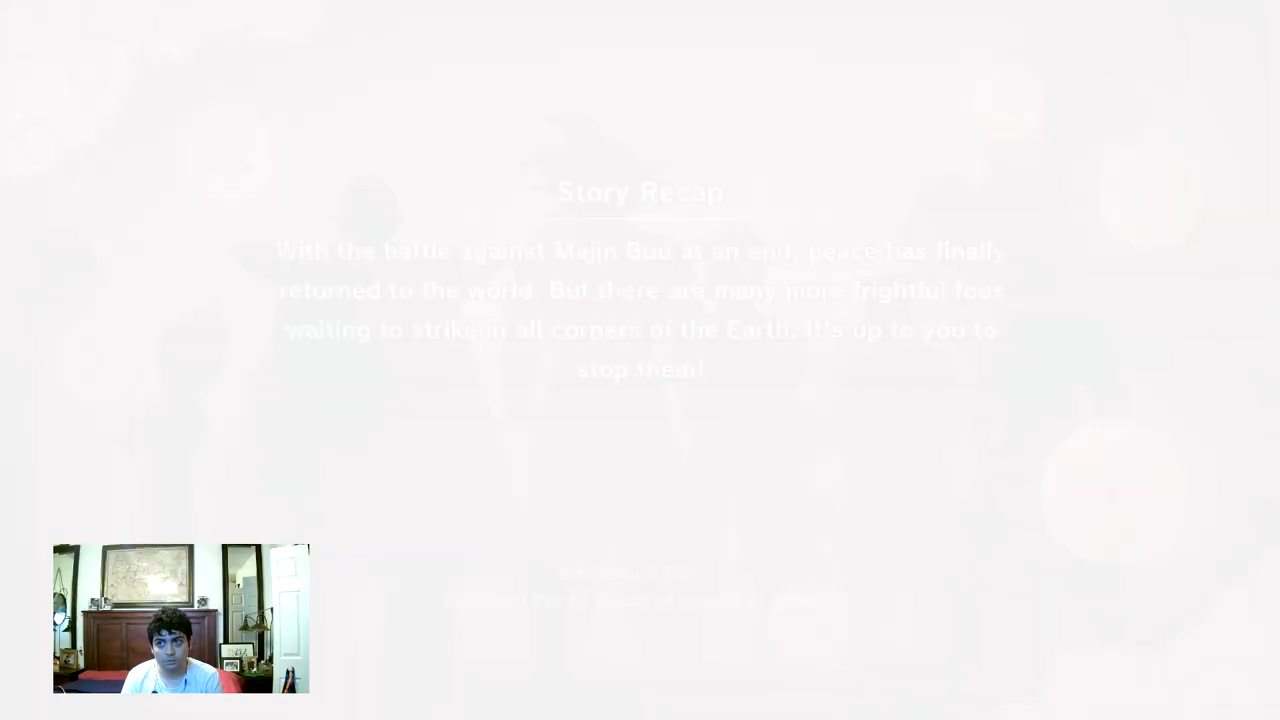 Story Recap
With the battle against Majin Buu at an end, peace has finally
returned to the world. But there are many more frightful foes
waiting to strike in all corners of the Earth. It's up to you to
stop them!